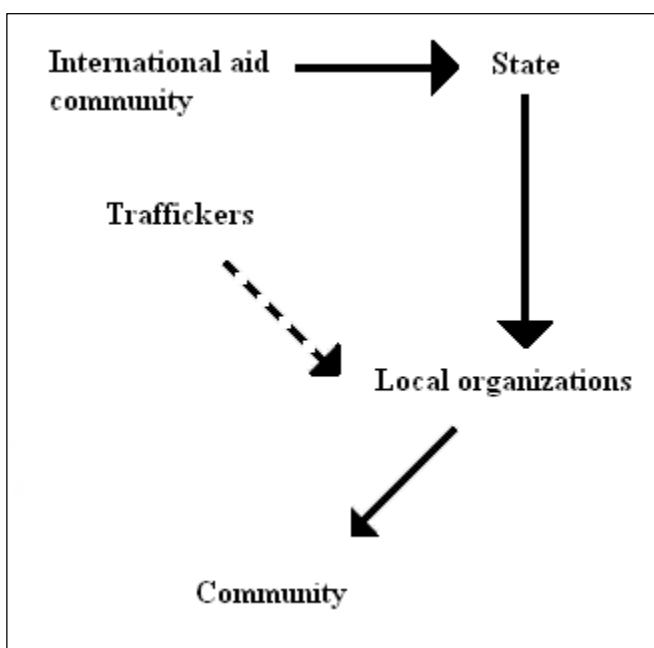 International aid
community
State
Traffickers
Local organizations
Community